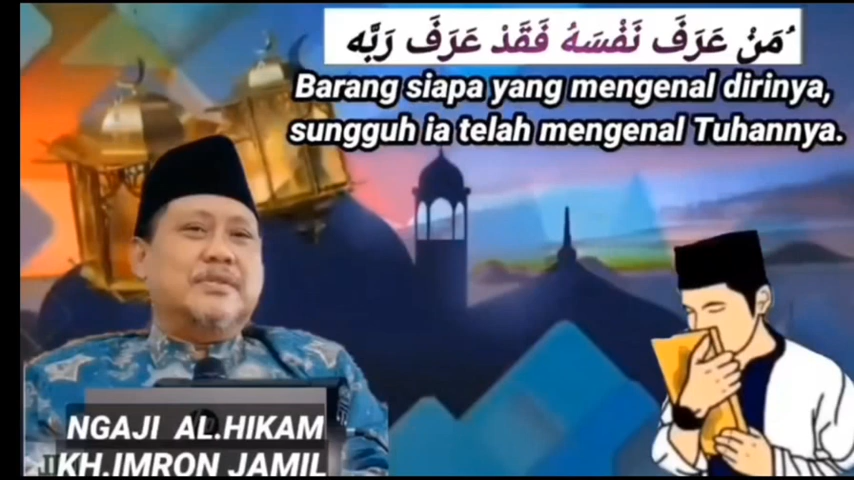 مَنْ عَرَفَ نَفْسَهُ فَقَدْ عَرَفَ رَبَّه
Barang siapa yang mengenal dirinya,
sungguh ia telah mengenal Tuhannya.
NGAJI AL.HIKAM
KH.IMRON JAMIL